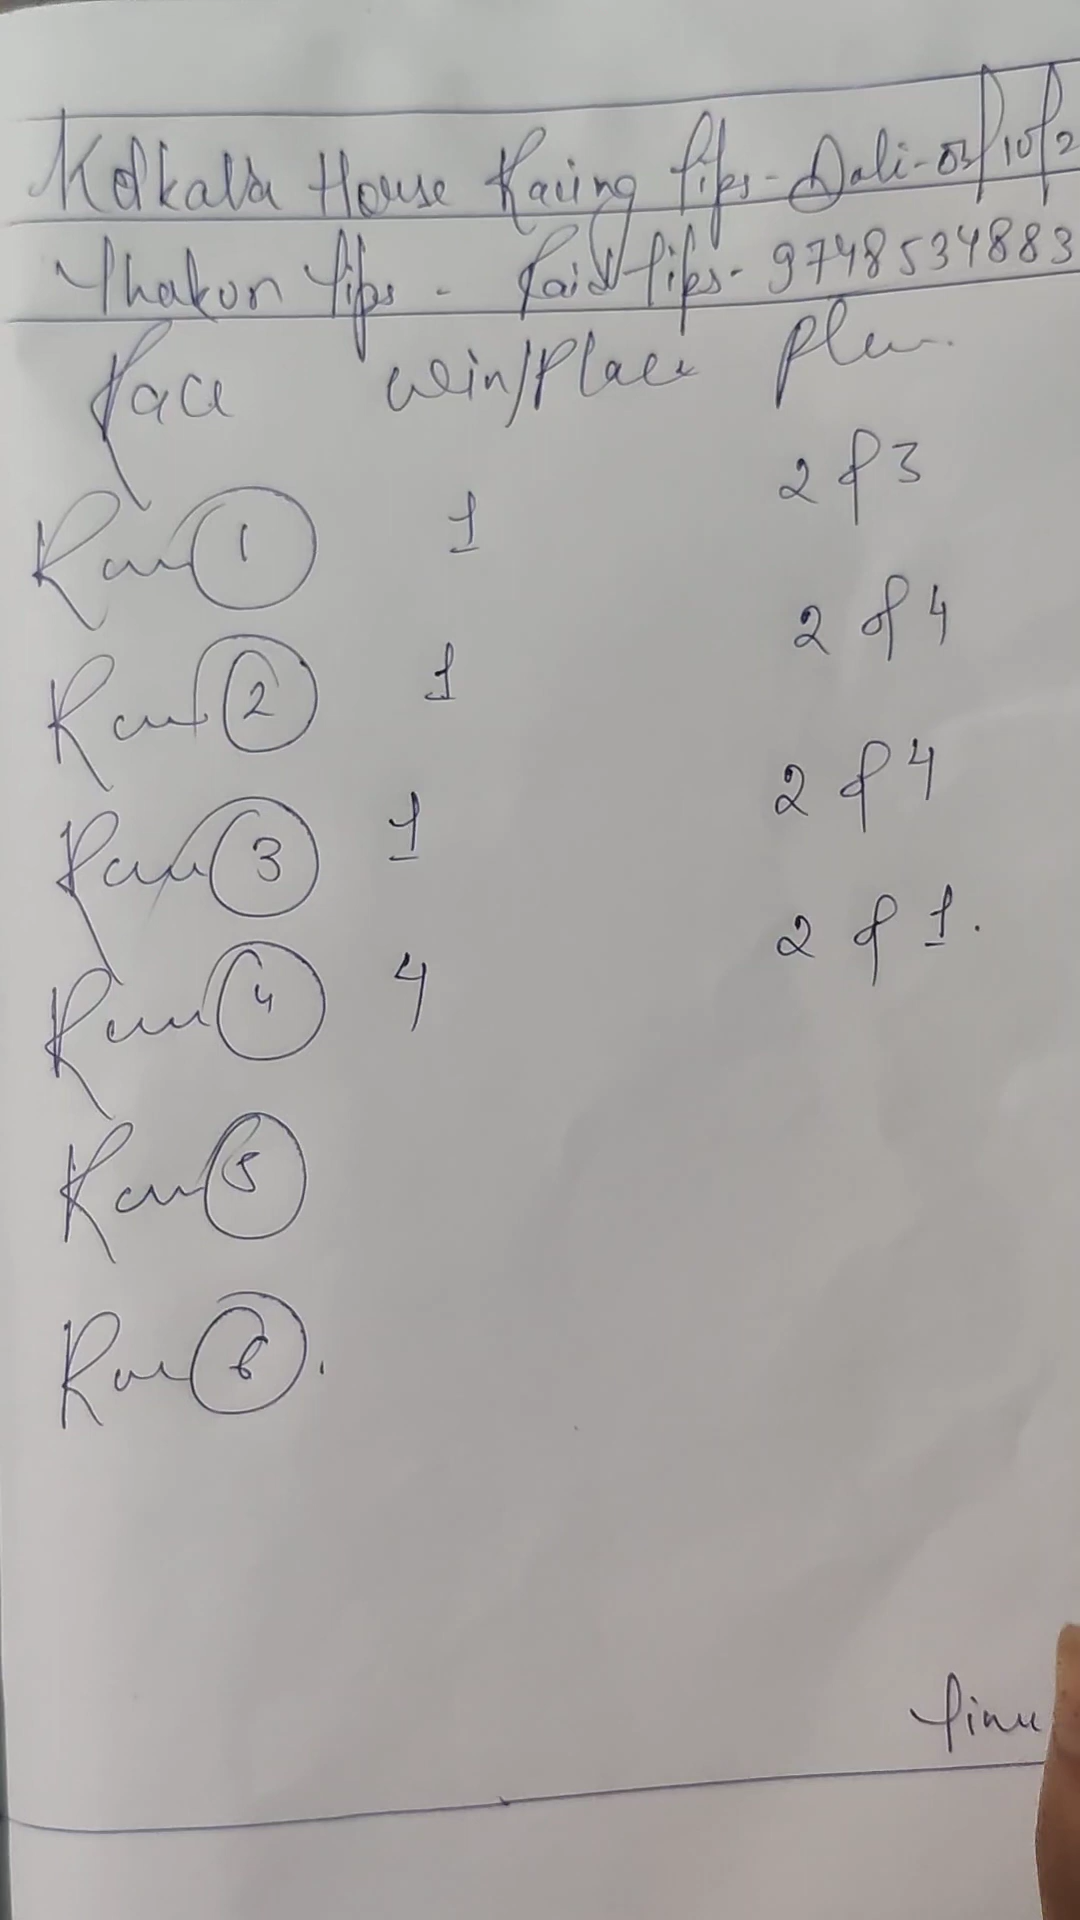 Kolkata Horse Racing Tips - Date - 03/10/2
Thakur Tips - Paid Tips - 9748534883
Race Win/Place Place
Race 1 1 2 & 3
Race 2 1 2 & 4
Race 3 1 2 & 4
Race 4 4 2 & 1.
Race 5
Race 6.
Time